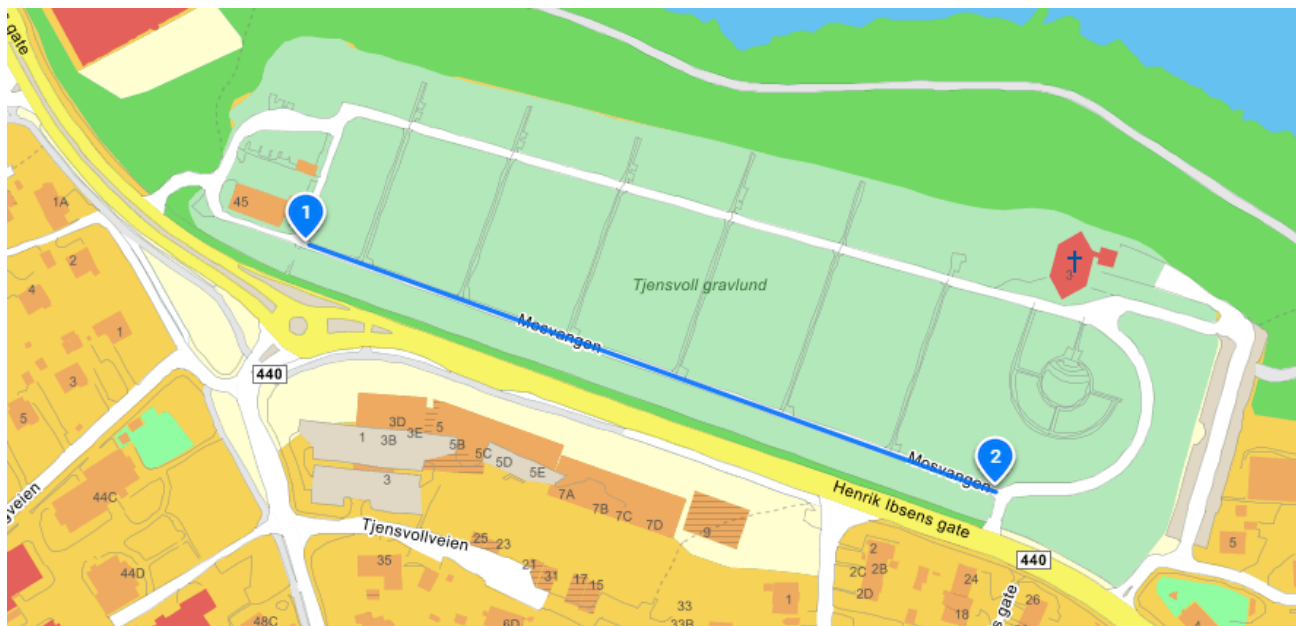 gate
1
45
1A
2
4
1
3
5
Tjensvoll gravlund
3
Mosvangen
440
3D
3E
5
1
3B
5B
5C
5D
5E
3
7A
7B
7C
7D
9
Mosvangen
2
Henrik Ibsens gate
440
44C
gveien
Tjensvollveien
25
23
35
21
31
17
15
44D
48C
6D
33
33B
1
2
2C
2B
2D
24
18
26
s gate
5
4